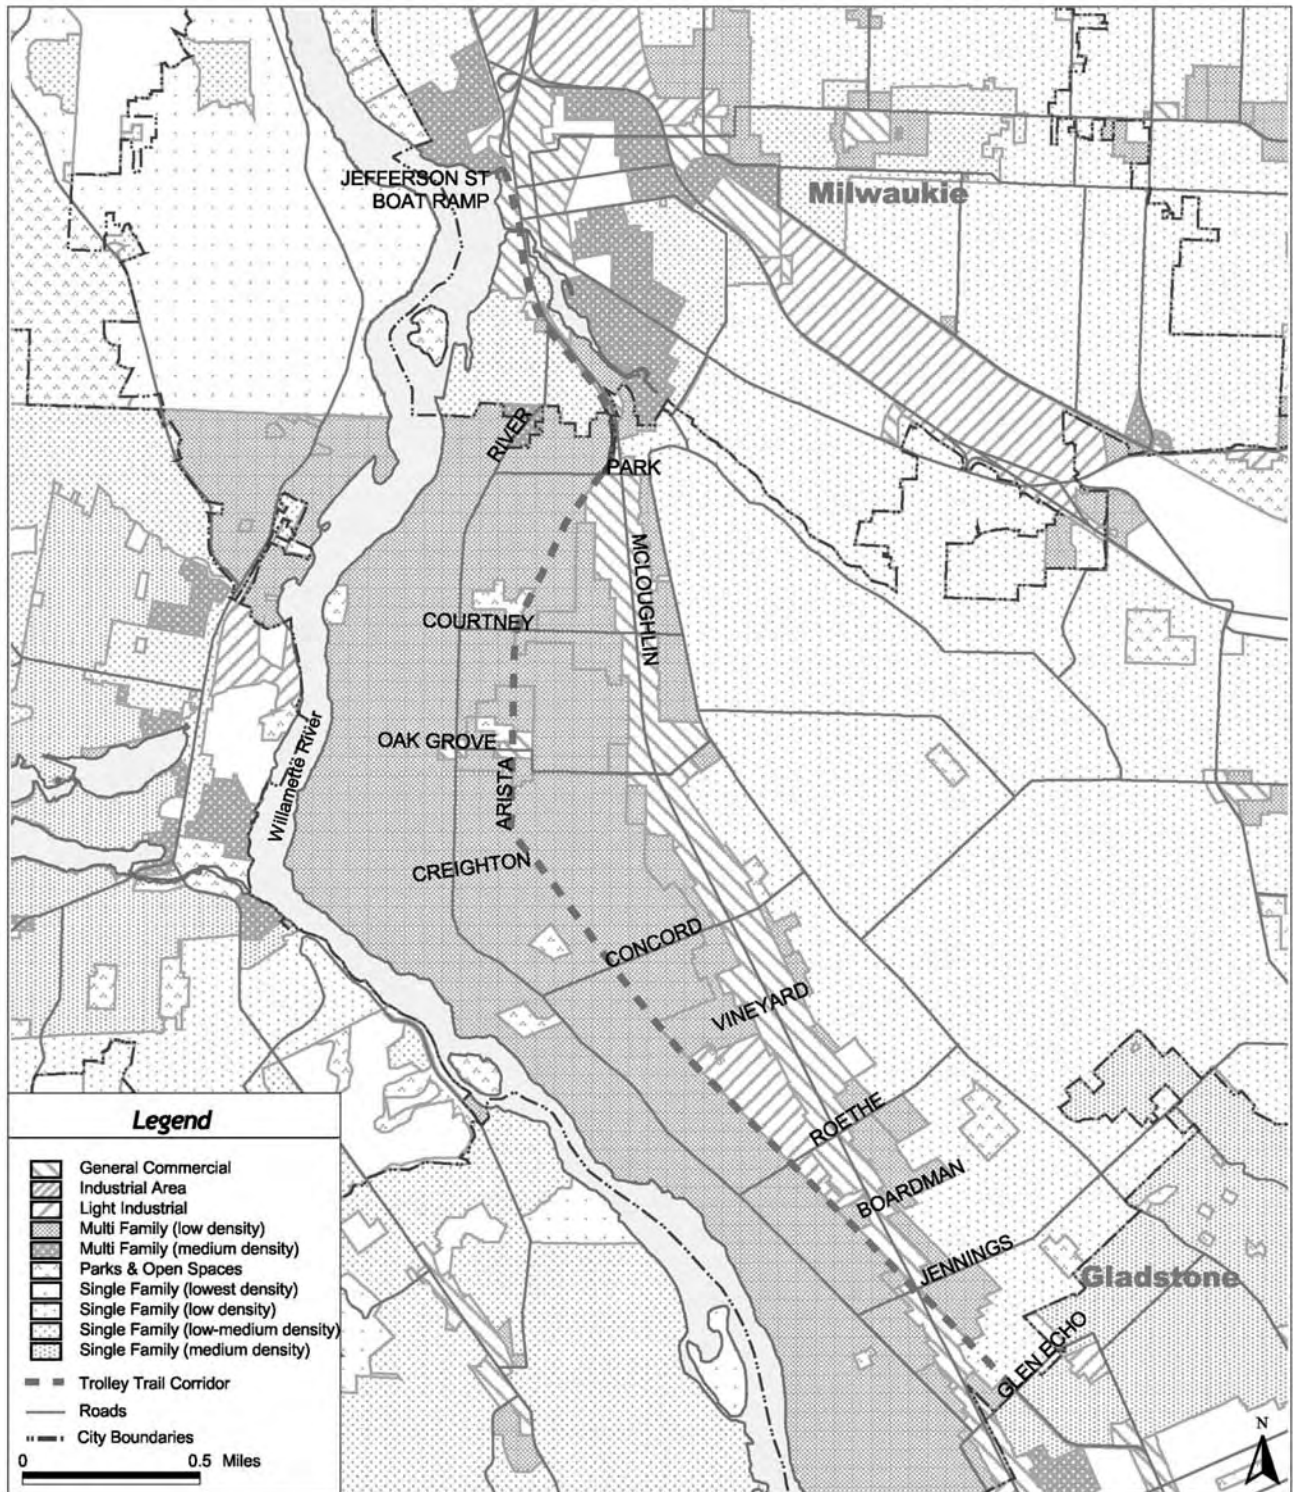 JEFFERSON ST
BOAT RAMP
Milwaukie
RIVER
PARK
MCLOUGHLIN
COURTNEY
OAK GROVE
ARISTA
Willamette River
CREIGHTON
CONCORD
VINEYARD
ROETHE
BOARDMAN
JENNINGS
Gladstone
GLEN ECHO
Legend
General Commercial
Industrial Area
Light Industrial
Multi Family (low density)
Multi Family (medium density)
Parks & Open Spaces
Single Family (lowest density)
Single Family (low density)
Single Family (low-medium density)
Single Family (medium density)
Trolley Trail Corridor
Roads
City Boundaries
0 0.5 Miles
N